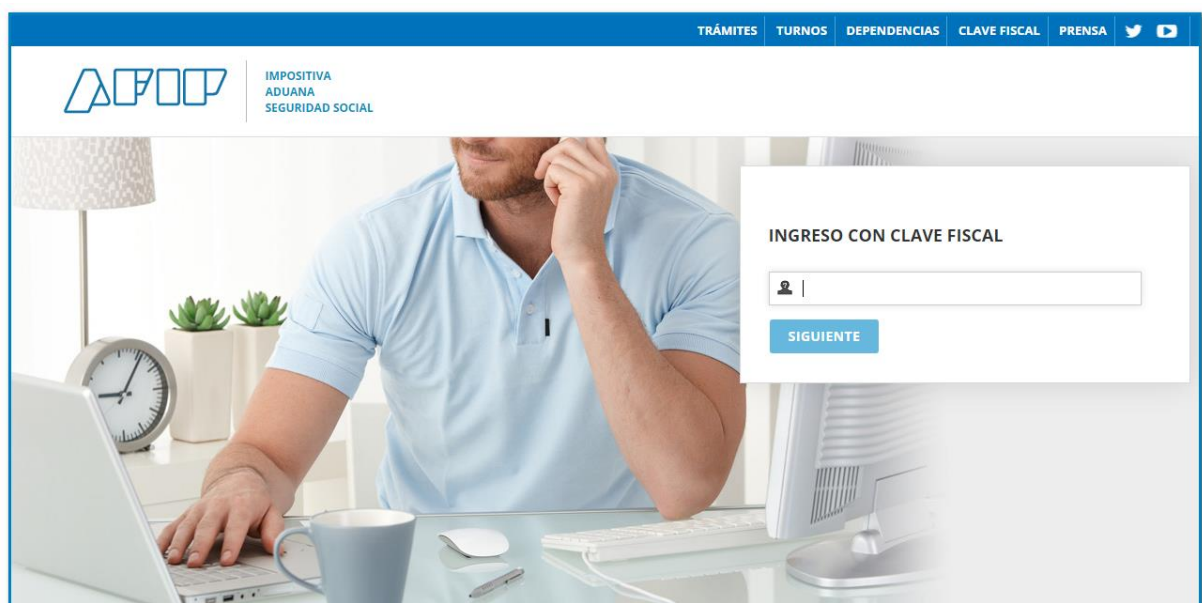 TRÁMITES TURNOS DEPENDENCIAS CLAVE FISCAL PRENSA
AFIP
IMPOSITIVA
ADUANA
SEGURIDAD SOCIAL
INGRESO CON CLAVE FISCAL
SIGUIENTE